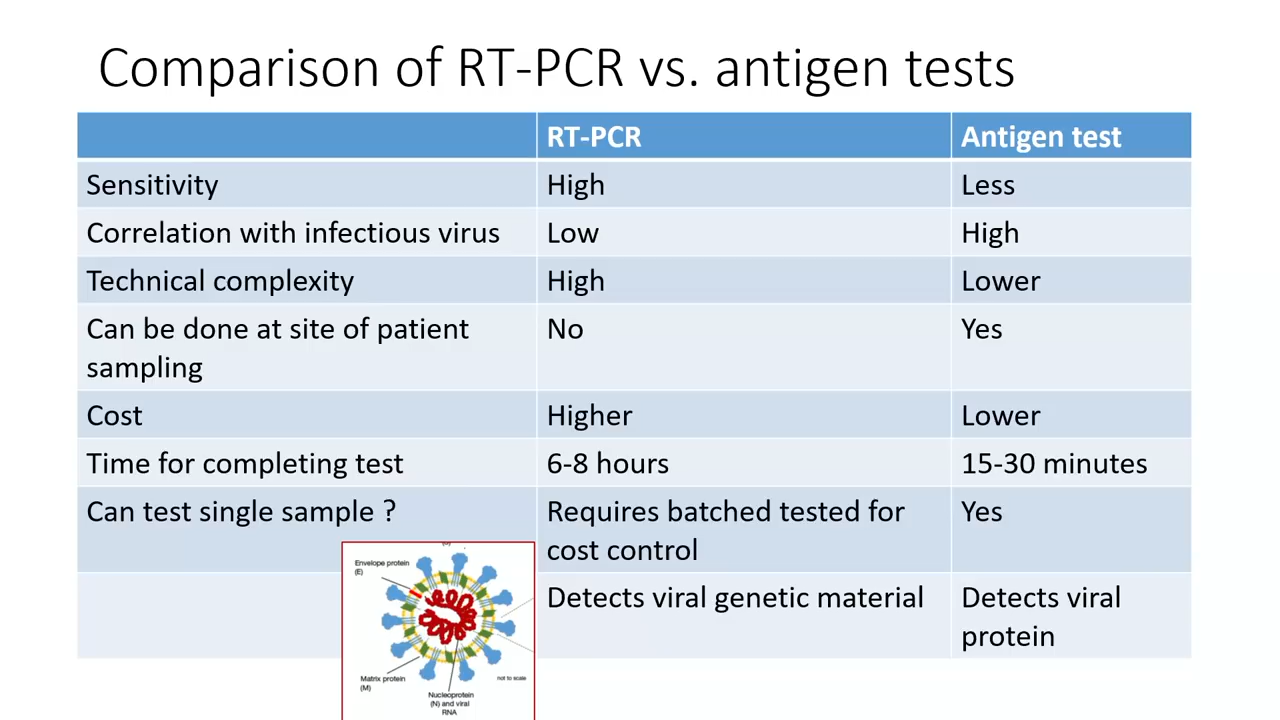 Comparison of RT-PCR vs. antigen tests
RT-PCR
Antigen test
Sensitivity
High
Less
Correlation with infectious virus
Low
High
Technical complexity
High
Lower
Can be done at site of patient
sampling
No
Yes
Cost
Higher
Lower
Time for completing test
6-8 hours
15-30 minutes
Can test single sample ?
Requires batched tested for
cost control
Yes
Detects viral genetic material
Detects viral
protein
Envelope protein
(E)
Matrix protein
(M)
Nucleoprotein
(N) and viral
RNA
not to scale